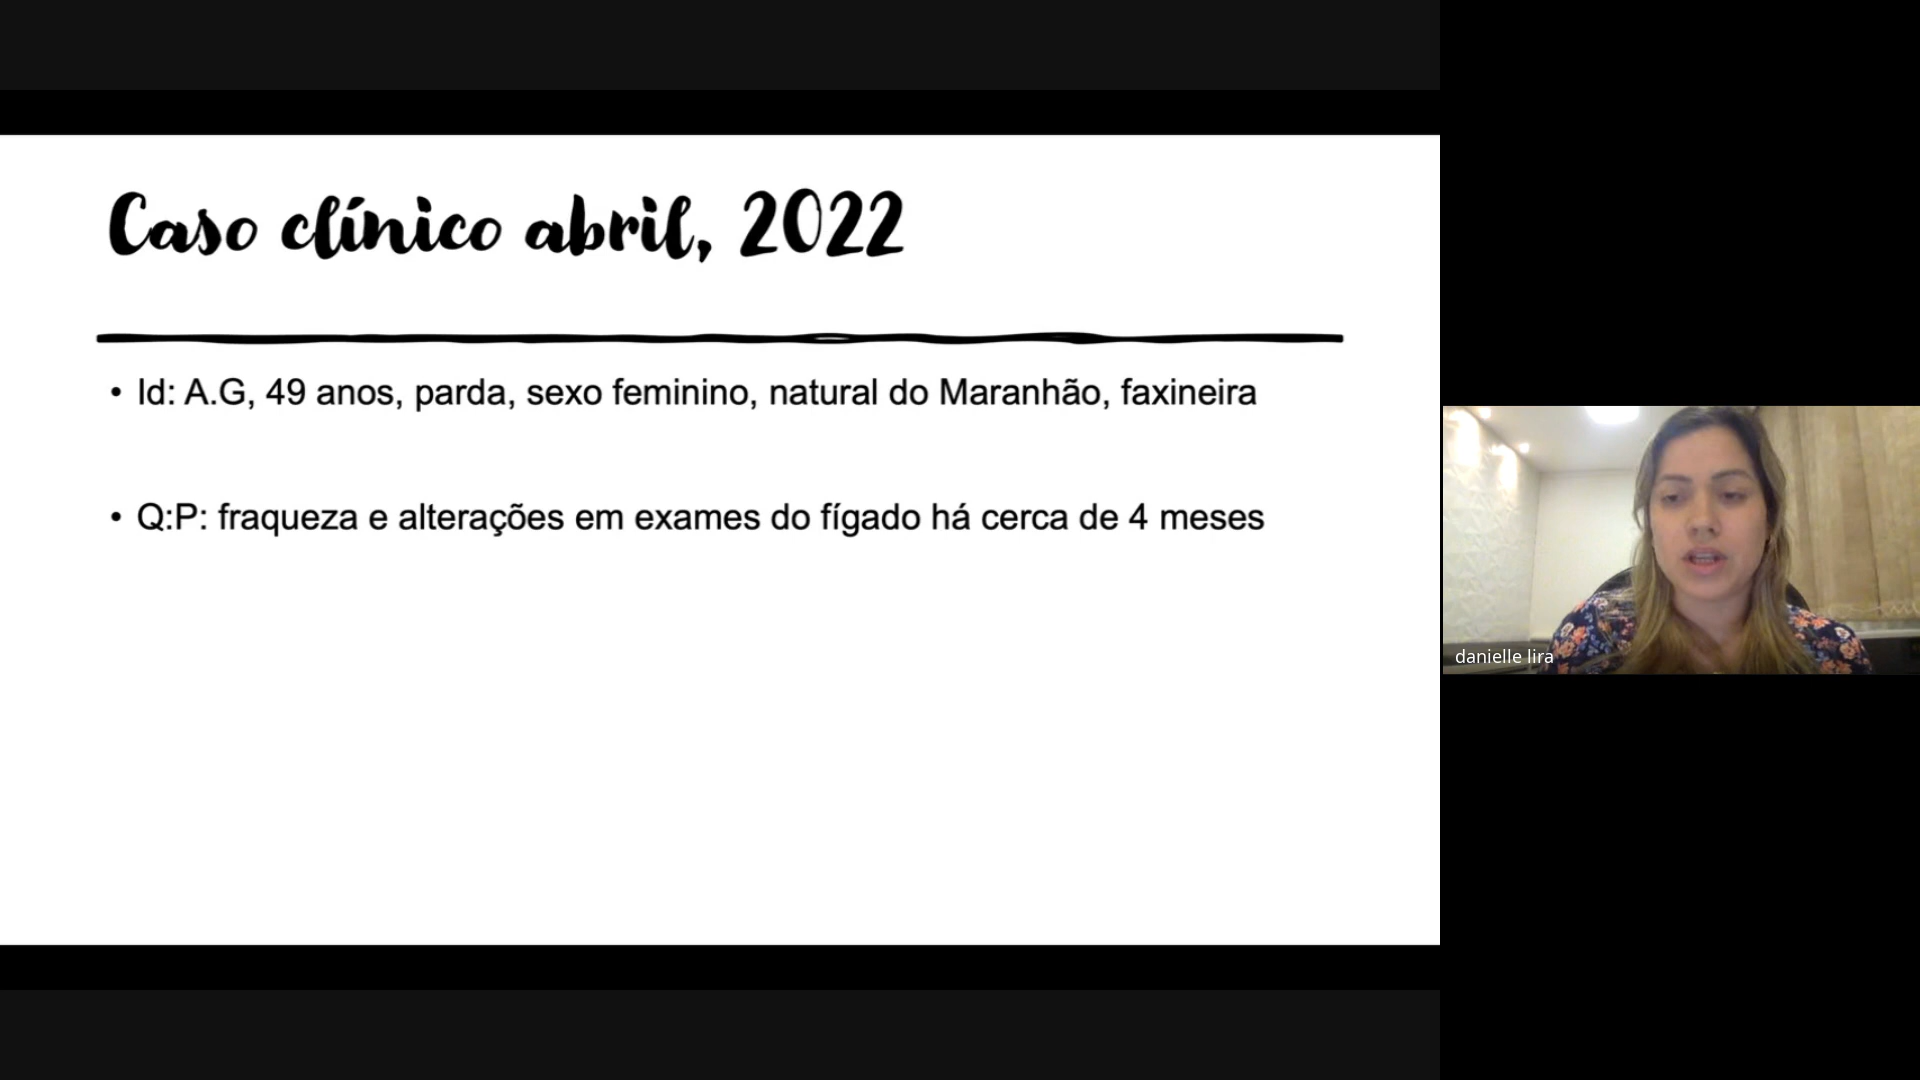 Caso clínico abril, 2022
• Id: A.G, 49 anos, parda, sexo feminino, natural do Maranhão, faxineira
• Q:P: fraqueza e alterações em exames do fígado há cerca de 4 meses
danielle lira